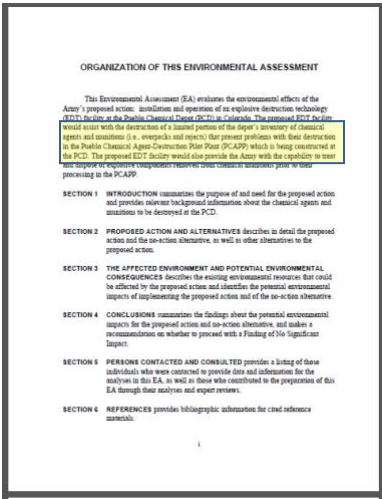 ORGANIZATION OF THIS ENVIRONMENTAL ASSESSMENT
This Environmental Assessment (EA) evaluates the environmental effects of the
Army's proposed action: installation and operation of an explosive destruction technology
(EDT) facility at the Pueblo Chemical Depot (PCD) in Colorado. The proposed EDT facility
would assist with the destruction of a limited portion of the depot's inventory of chemical
agents and munitions (i.e., overpacks and rejects) that present problems with their destruction
in the Pueblo Chemical Agent-Destruction Pilot Plant (PCAPP) which is being constructed at
the PCD. The proposed EDT facility would also provide the Army with the capability to treat
and dispose of explosive components removed from chemical munitions prior to their
processing in the PCAPP.
SECTION 1 INTRODUCTION summarizes the purpose of and need for the proposed action
and provides relevant background information about the chemical agents and
munitions to be destroyed at the PCD.
SECTION 2 PROPOSED ACTION AND ALTERNATIVES describes in detail the proposed
action and the no-action alternative, as well as other alternatives to the
proposed action.
SECTION 3 THE AFFECTED ENVIRONMENT AND POTENTIAL ENVIRONMENTAL
CONSEQUENCES describes the existing environmental resources that could
be affected by the proposed action and identifies the potential environmental
impacts of implementing the proposed action and of the no-action alternative.
SECTION 4 CONCLUSIONS summarizes the findings about the potential environmental
impacts for the proposed action and no-action alternative, and makes a
recommendation on whether to proceed with a Finding of No Significant
Impact.
SECTION 5 PERSONS CONTACTED AND CONSULTED provides a listing of those
individuals who were contacted to provide data and information for the
analyses in this EA, as well as those who contributed to the preparation of this
EA through their analyses and expert reviews.
SECTION 6 REFERENCES provides bibliographic information for cited reference
materials.
i